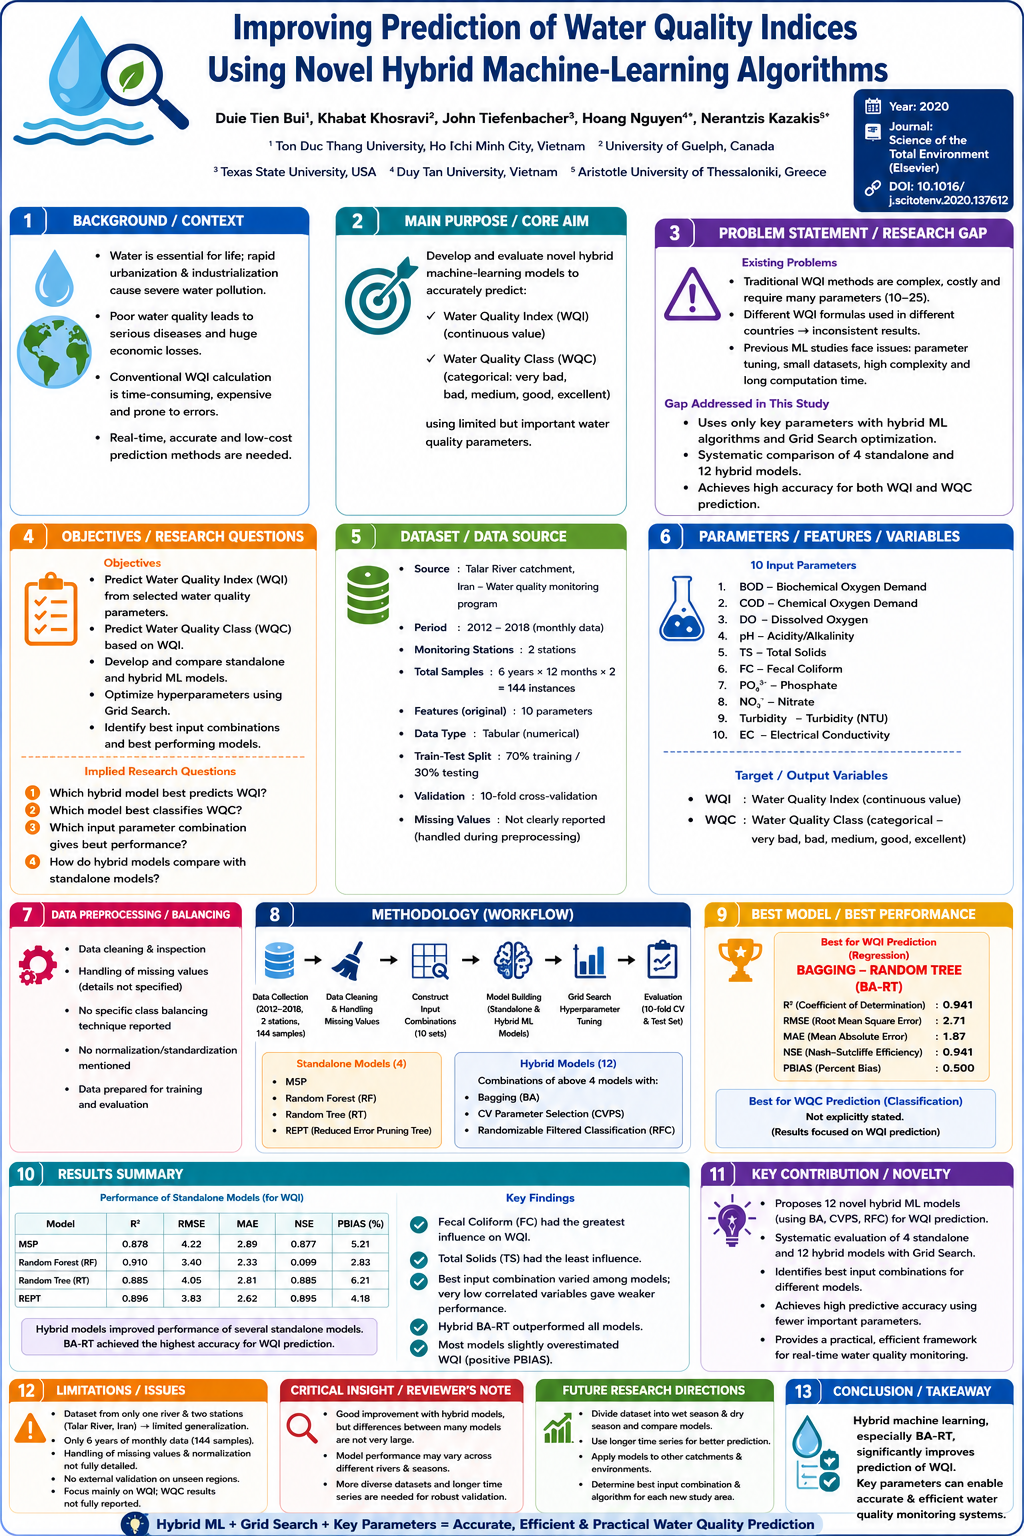 Improving Prediction of Water Quality Indices
Using Novel Hybrid Machine-Learning Algorithms
Duie Tien Bui¹, Khabat Khosravi², John Tiefenbacher³, Hoang Nguyen⁴*, Nerantzis Kazakis⁵*
¹ Ton Duc Thang University, Ho Chi Minh City, Vietnam ² University of Guelph, Canada
³ Texas State University, USA ⁴ Duy Tan University, Vietnam ⁵ Aristotle University of Thessaloniki, Greece
Year: 2020
Journal:
Science of the
Total Environment
(Elsevier)
DOI: 10.1016/
j.scitotenv.2020.137612
1 BACKGROUND / CONTEXT
• Water is essential for life; rapid
urbanization & industrialization
cause severe water pollution.
• Poor water quality leads to
serious diseases and huge
economic losses.
• Conventional WQI calculation
is time-consuming, expensive
and prone to errors.
• Real-time, accurate and low-cost
prediction methods are needed.
2 MAIN PURPOSE / CORE AIM
Develop and evaluate novel hybrid
machine-learning models to
accurately predict:
✓ Water Quality Index (WQI)
(continuous value)
✓ Water Quality Class (WQC)
(categorical: very bad,
bad, medium, good, excellent)
using limited but important water
quality parameters.
3 PROBLEM STATEMENT / RESEARCH GAP
Existing Problems
• Traditional WQI methods are complex, costly and
require many parameters (10–25).
• Different WQI formulas used in different
countries → inconsistent results.
• Previous ML studies face issues: parameter
tuning, small datasets, high complexity and
long computation time.
Gap Addressed in This Study
• Uses only key parameters with hybrid ML
algorithms and Grid Search optimization.
• Systematic comparison of 4 standalone and
12 hybrid models.
• Achieves high accuracy for both WQI and WQC
prediction.
4 OBJECTIVES / RESEARCH QUESTIONS
Objectives
• Predict Water Quality Index (WQI)
from selected water quality
parameters.
• Predict Water Quality Class (WQC)
based on WQI.
• Develop and compare standalone
and hybrid ML models.
• Optimize hyperparameters using
Grid Search.
• Identify best input combinations
and best performing models.
Implied Research Questions
1 Which hybrid model best predicts WQI?
2 Which model best classifies WQC?
3 Which input parameter combination
gives beut performance?
4 How do hybrid models compare with
standalone models?
5 DATASET / DATA SOURCE
• Source : Talar River catchment,
Iran – Water quality monitoring
program
• Period : 2012 – 2018 (monthly data)
• Monitoring Stations : 2 stations
• Total Samples : 6 years × 12 months × 2
= 144 instances
• Features (original) : 10 parameters
• Data Type : Tabular (numerical)
• Train-Test Split : 70% training /
30% testing
• Validation : 10-fold cross-validation
• Missing Values : Not clearly reported
(handled during preprocessing)
6 PARAMETERS / FEATURES / VARIABLES
10 Input Parameters
1. BOD – Biochemical Oxygen Demand
2. COD – Chemical Oxygen Demand
3. DO – Dissolved Oxygen
4. pH – Acidity/Alkalinity
5. TS – Total Solids
6. FC – Fecal Coliform
7. PO₄³⁻ – Phosphate
8. NO₃⁻ – Nitrate
9. Turbidity – Turbidity (NTU)
10. EC – Electrical Conductivity
Target / Output Variables
• WQI : Water Quality Index (continuous value)
• WQC : Water Quality Class (categorical –
very bad, bad, medium, good, excellent)
7 DATA PREPROCESSING / BALANCING
• Data cleaning & inspection
• Handling of missing values
(details not specified)
• No specific class balancing
technique reported
• No normalization/standardization
mentioned
• Data prepared for training
and evaluation
8 METHODOLOGY (WORKFLOW)
Data Collection
(2012–2018,
2 stations,
144 samples)
Data Cleaning
& Handling
Missing Values
Construct
Input
Combinations
(10 sets)
Model Building
(Standalone &
Hybrid ML
Models)
Grid Search
Hyperparameter
Tuning
Evaluation
(10-fold CV
& Test Set)
Standalone Models (4)
• M5P
• Random Forest (RF)
• Random Tree (RT)
• REPT (Reduced Error Pruning Tree)
Hybrid Models (12)
Combinations of above 4 models with:
• Bagging (BA)
• CV Parameter Selection (CVPS)
• Randomizable Filtered Classification (RFC)
9 BEST MODEL / BEST PERFORMANCE
Best for WQI Prediction
(Regression)
BAGGING – RANDOM TREE
(BA-RT)
R² (Coefficient of Determination) : 0.941
RMSE (Root Mean Square Error) : 2.71
MAE (Mean Absolute Error) : 1.87
NSE (Nash–Sutcliffe Efficiency) : 0.941
PBIAS (Percent Bias) : 0.500
Best for WQC Prediction (Classification)
Not explicitly stated.
(Results focused on WQI prediction)
10 RESULTS SUMMARY
Performance of Standalone Models (for WQI)
Model R² RMSE MAE NSE PBIAS (%)
M5P 0.878 4.22 2.89 0.877 5.21
Random Forest (RF) 0.910 3.40 2.33 0.099 2.83
Random Tree (RT) 0.885 4.05 2.81 0.885 6.21
REPT 0.896 3.83 2.62 0.895 4.18
Hybrid models improved performance of several standalone models.
BA-RT achieved the highest accuracy for WQI prediction.
Key Findings
Fecal Coliform (FC) had the greatest
influence on WQI.
Total Solids (TS) had the least influence.
Best input combination varied among models;
very low correlated variables gave weaker
performance.
Hybrid BA-RT outperformed all models.
Most models slightly overestimated
WQI (positive PBIAS).
11 KEY CONTRIBUTION / NOVELTY
• Proposes 12 novel hybrid ML models
(using BA, CVPS, RFC) for WQI prediction.
• Systematic evaluation of 4 standalone
and 12 hybrid models with Grid Search.
• Identifies best input combinations for
different models.
• Achieves high predictive accuracy using
fewer important parameters.
• Provides a practical, efficient framework
for real-time water quality monitoring.
12 LIMITATIONS / ISSUES
• Dataset from only one river & two stations
(Talar River, Iran) → limited generalization.
• Only 6 years of monthly data (144 samples).
• Handling of missing values & normalization
not fully detailed.
• No external validation on unseen regions.
• Focus mainly on WQI; WQC results
not fully reported.
CRITICAL INSIGHT / REVIEWER'S NOTE
• Good improvement with hybrid models,
but differences between many models
are not very large.
• Model performance may vary across
different rivers & seasons.
• More diverse datasets and longer time
series are needed for robust validation.
FUTURE RESEARCH DIRECTIONS
• Divide dataset into wet season & dry
season and compare models.
• Use longer time series for better prediction.
• Apply models to other catchments &
environments.
• Determine best input combination &
algorithm for each new study area.
13 CONCLUSION / TAKEAWAY
Hybrid machine learning,
especially BA-RT,
significantly improves
prediction of WQI.
Key parameters can enable
accurate & efficient water
quality monitoring systems.
Hybrid ML + Grid Search + Key Parameters = Accurate, Efficient & Practical Water Quality Prediction